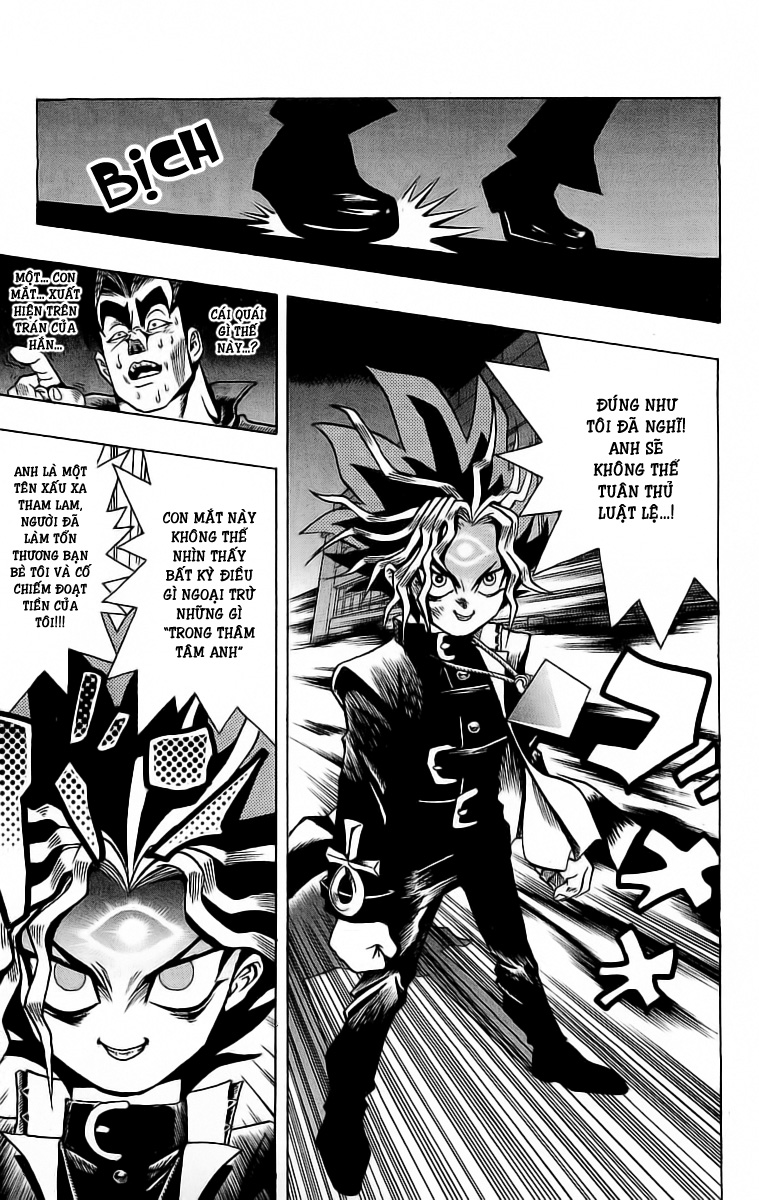 BỊCH
ĐÚNG NHƯ
TÔI ĐÃ NGHĨ!
ANH SẼ
KHÔNG THỂ
TUÂN THỦ
LUẬT LỆ...!
CÁI QUÁI
GÌ THẾ
NÀY...?
MỘT... CON
MẮT... XUẤT
HIỆN TRÊN
TRÁN CỦA
HẮN...
CON MẮT NÀY
KHÔNG THỂ
NHÌN THẤY
BẤT KỲ ĐIỀU
GÌ NGOẠI TRỪ
NHỮNG GÌ
"TRONG THÂM
TÂM ANH"
ANH LÀ MỘT
TÊN XẤU XA
THAM LAM,
NGƯỜI ĐÃ
LÀM TỔN
THƯƠNG BẠN
BÈ TÔI VÀ CỐ
CHIẾM ĐOẠT
TIỀN CỦA
TÔI!!!